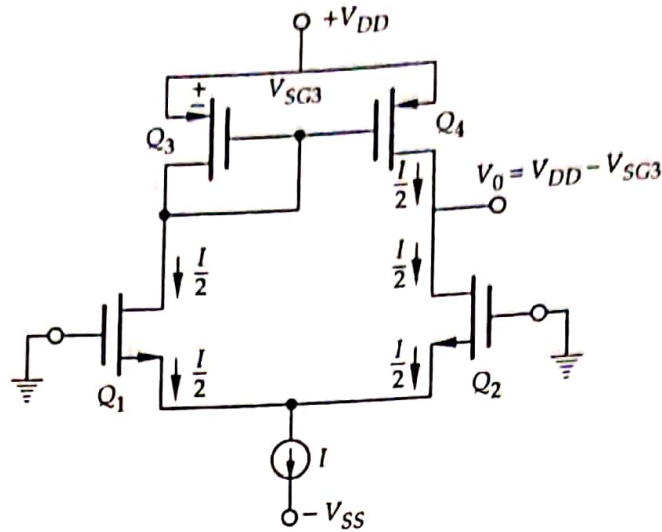 +V_DD
+
−
V_SG3
Q_3
Q_4
I/2
V_0 = V_DD − V_SG3
I/2
I/2
I/2
I/2
Q_1
Q_2
I
− V_SS